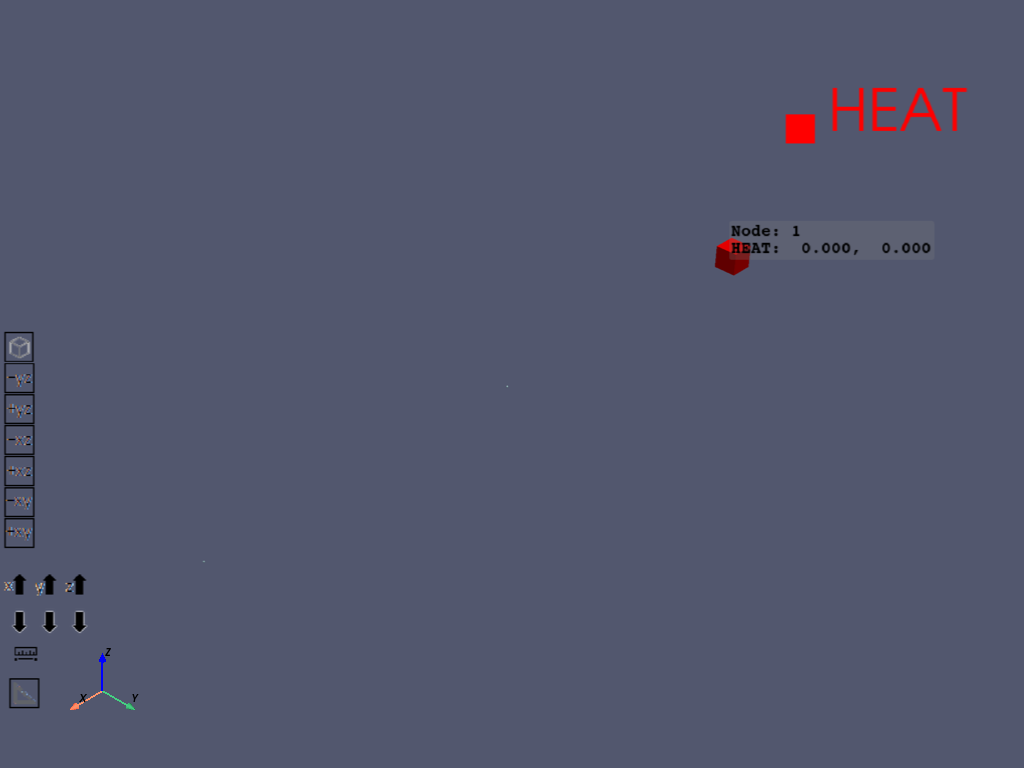 HEAT
Node: 1
HEAT: 0.000, 0.000
-yz
+yz
-xz
+xz
-xy
+xy
x y z
Z
X Y